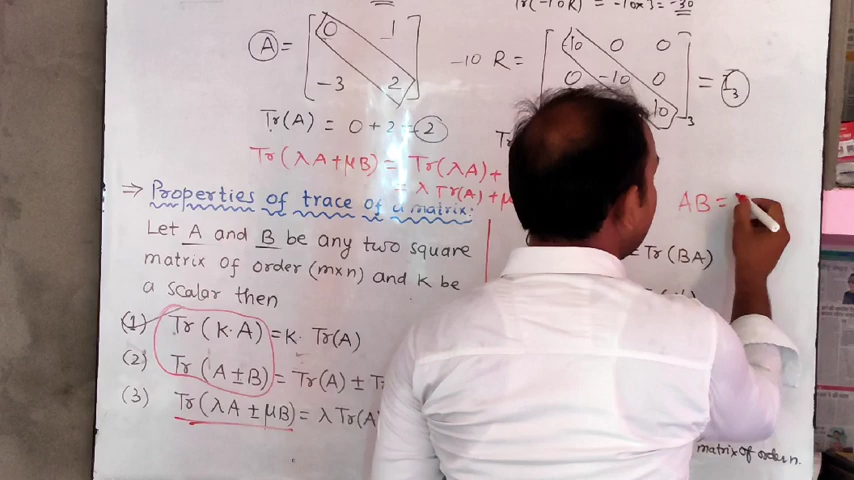 Tr(-10R) = -10×3 = -30
A = [ 0 1
-3 2 ]
Tr(A) = 0 + 2 = 2
-10 R = [ -10 0 0
0 -10 0
10 ] 3 = I3
Tr(λA+μB) = Tr(λA)+
= λ Tr(A) + μ
⇒ Properties of trace of a matrix:
Let A and B be any two square
matrix of order (m×n) and K be
a scalar then
(1) Tr(K·A) = K· Tr(A)
(2) Tr(A±B) = Tr(A) ±
(3) Tr(λA ± μB) = λ Tr(A)
AB =
= Tr(BA)
matrix of order n.